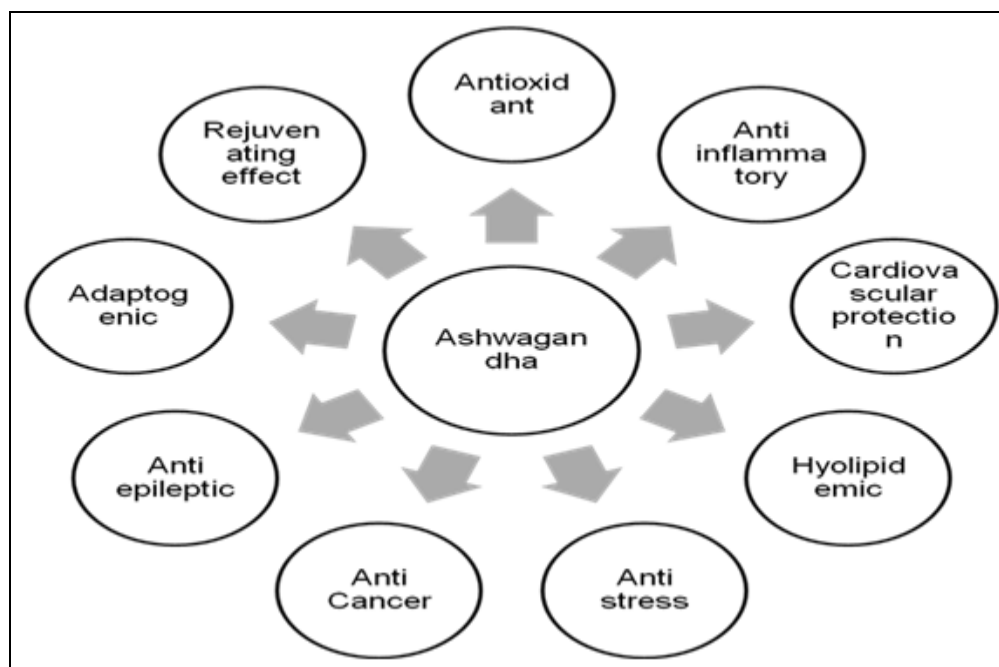 Antioxid
ant
Anti
inflamma
tory
Cardiova
scular
protectio
n
Hyolipid
emic
Anti
stress
Anti
Cancer
Anti
epileptic
Adaptog
enic
Rejuven
ating
effect
Ashwagan
dha